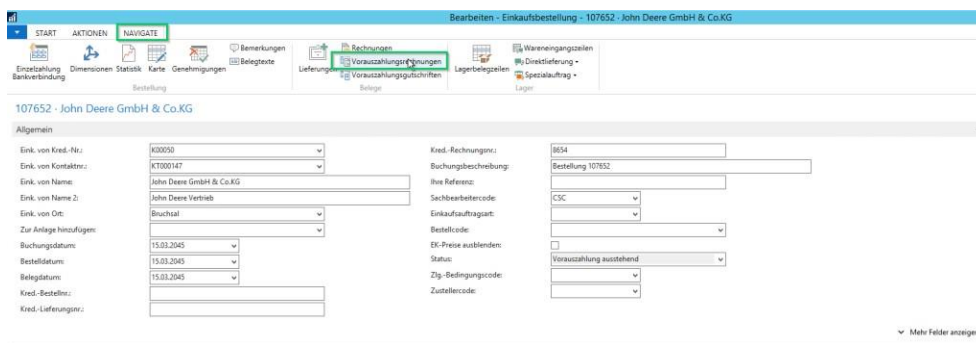 Bearbeiten - Einkaufsbestellung - 107652 · John Deere GmbH & Co.KG
START AKTIONEN NAVIGATE
Einzelzahlung Bankverbindung
Dimensionen
Statistik
Karte
Genehmigungen
Bemerkungen
Belegtexte
Bestellung
Lieferungen
Rechnungen
Vorauszahlungsrechnungen
Vorauszahlungsgutschriften
Belege
Lagerbelegzeilen
Wareneingangszeilen
Direktlieferung
Spezialauftrag
Lager
107652 · John Deere GmbH & Co.KG
Allgemein
Eink. von Kred.-Nr.: K00050
Eink. von Kontaktnr.: KT000147
Eink. von Name: John Deere GmbH & Co.KG
Eink. von Name 2: John Deere Vertrieb
Eink. von Ort: Bruchsal
Zur Anlage hinzufügen:
Buchungsdatum: 15.03.2045
Bestelldatum: 15.03.2045
Belegdatum: 15.03.2045
Kred.-Bestellnr.:
Kred.-Lieferungsnr.:
Kred.-Rechnungsnr.: 8654
Buchungsbeschreibung: Bestellung 107652
Ihre Referenz:
Sachbearbeitercode: CSC
Einkaufsauftragsart:
Bestellcode:
EK-Preise ausblenden:
Status: Vorauszahlung ausstehend
Zlg.-Bedingungscode:
Zustellercode:
Mehr Felder anzeigen